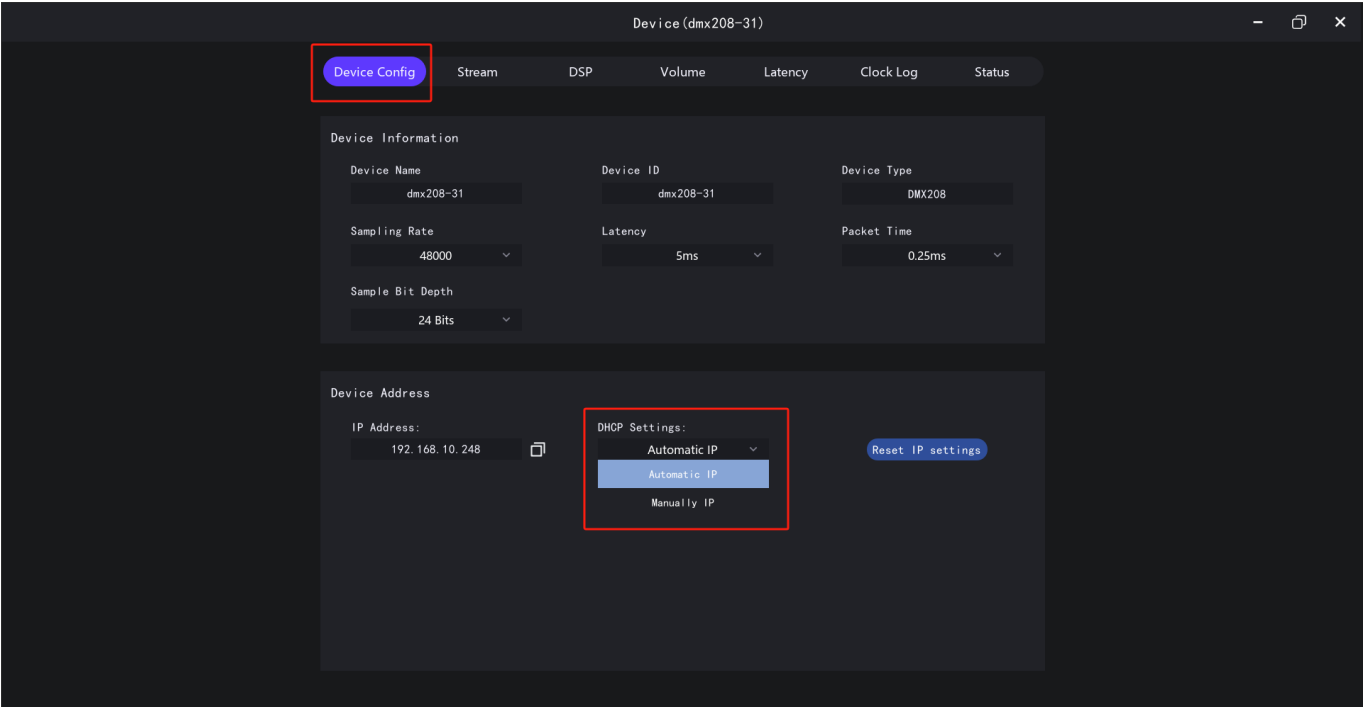 Device(dmx208-31)
Device Config Stream DSP Volume Latency Clock Log Status
Device Information
Device Name Device ID Device Type
dmx208-31 dmx208-31 DMX208
Sampling Rate Latency Packet Time
48000 5ms 0.25ms
Sample Bit Depth
24 Bits
Device Address
IP Address: DHCP Settings:
192.168.10.248 Automatic IP Reset IP settings
Automatic IP
Manually IP